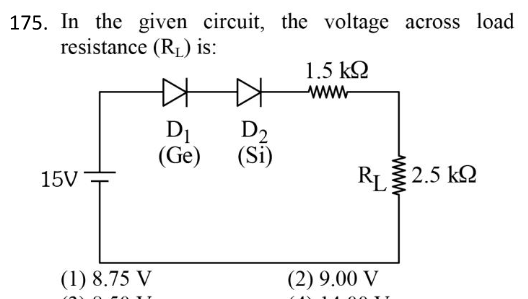 175. In the given circuit, the voltage across load
resistance (R_L) is:
1.5 kΩ
D₁
(Ge)
D₂
(Si)
15V
R_L
2.5 kΩ
(1) 8.75 V
(2) 9.00 V